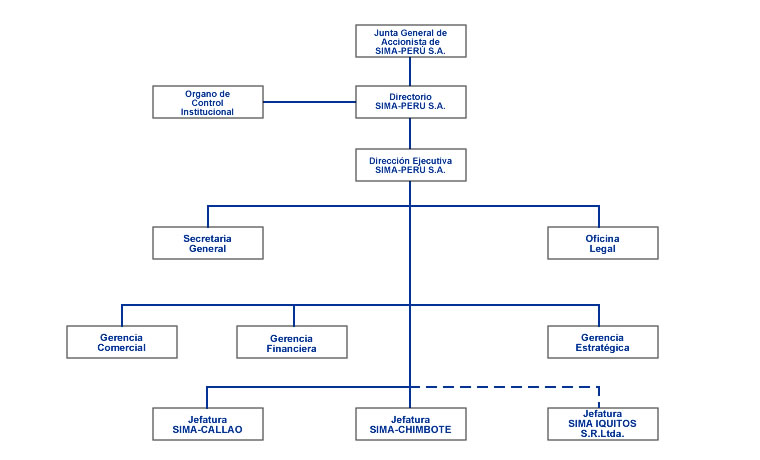 Junta General de
Accionista de
SIMA-PERÚ S.A.
Organo de
Control
Institucional
Directorio
SIMA-PERU S.A.
Dirección Ejecutiva
SIMA-PERU S.A.
Secretaria
General
Oficina
Legal
Gerencia
Comercial
Gerencia
Financiera
Gerencia
Estratégica
Jefatura
SIMA-CALLAO
Jefatura
SIMA-CHIMBOTE
Jefatura
SIMA IQUITOS
S.R.Ltda.